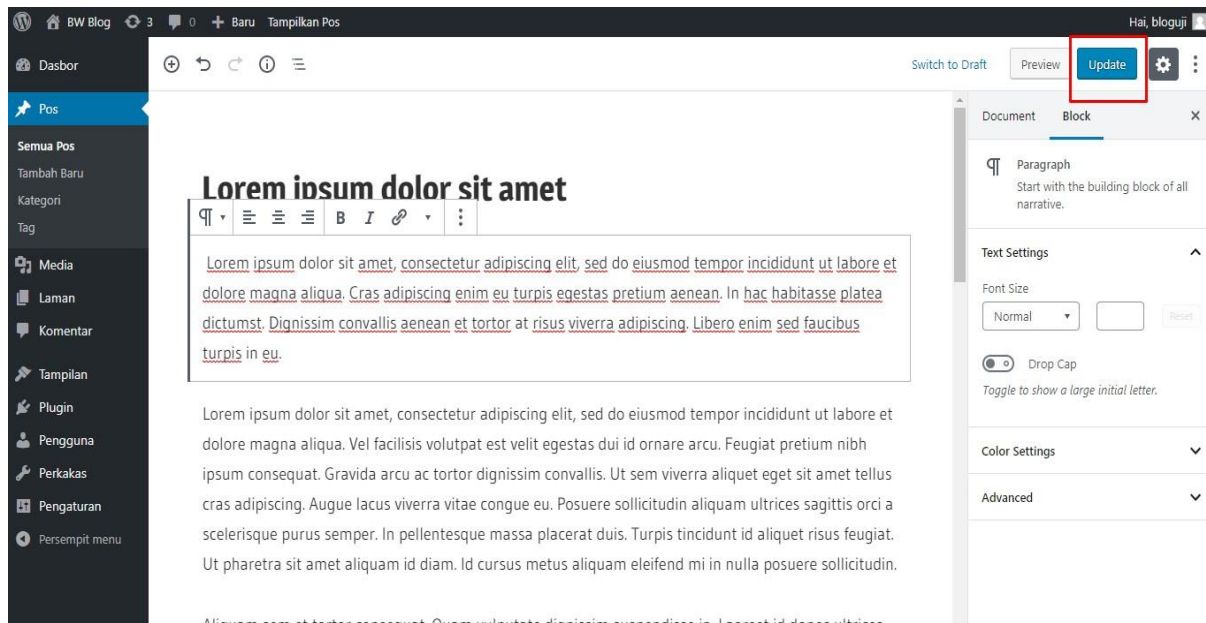 BW Blog 3 0 Baru Tampilkan Pos Hai, bloguji
Dasbor
Pos
Semua Pos
Tambah Baru
Kategori
Tag
Media
Laman
Komentar
Tampilan
Plugin
Pengguna
Perkakas
Pengaturan
Persempit menu
Switch to Draft Preview Update
Lorem ipsum dolor sit amet
B I
Lorem ipsum dolor sit amet, consectetur adipiscing elit, sed do eiusmod tempor incididunt ut labore et
dolore magna aliqua. Cras adipiscing enim eu turpis egestas pretium aenean. In hac habitasse platea
dictumst. Dignissim convallis aenean et tortor at risus viverra adipiscing. Libero enim sed faucibus
turpis in eu.
Lorem ipsum dolor sit amet, consectetur adipiscing elit, sed do eiusmod tempor incididunt ut labore et
dolore magna aliqua. Vel facilisis volutpat est velit egestas dui id ornare arcu. Feugiat pretium nibh
ipsum consequat. Gravida arcu ac tortor dignissim convallis. Ut sem viverra aliquet eget sit amet tellus
cras adipiscing. Augue lacus viverra vitae congue eu. Posuere sollicitudin aliquam ultrices sagittis orci a
scelerisque purus semper. In pellentesque massa placerat duis. Turpis tincidunt id aliquet risus feugiat.
Ut pharetra sit amet aliquam id diam. Id cursus metus aliquam eleifend mi in nulla posuere sollicitudin.
Document Block
Paragraph
Start with the building block of all
narrative.
Text Settings
Font Size
Normal Reset
Drop Cap
Toggle to show a large initial letter.
Color Settings
Advanced